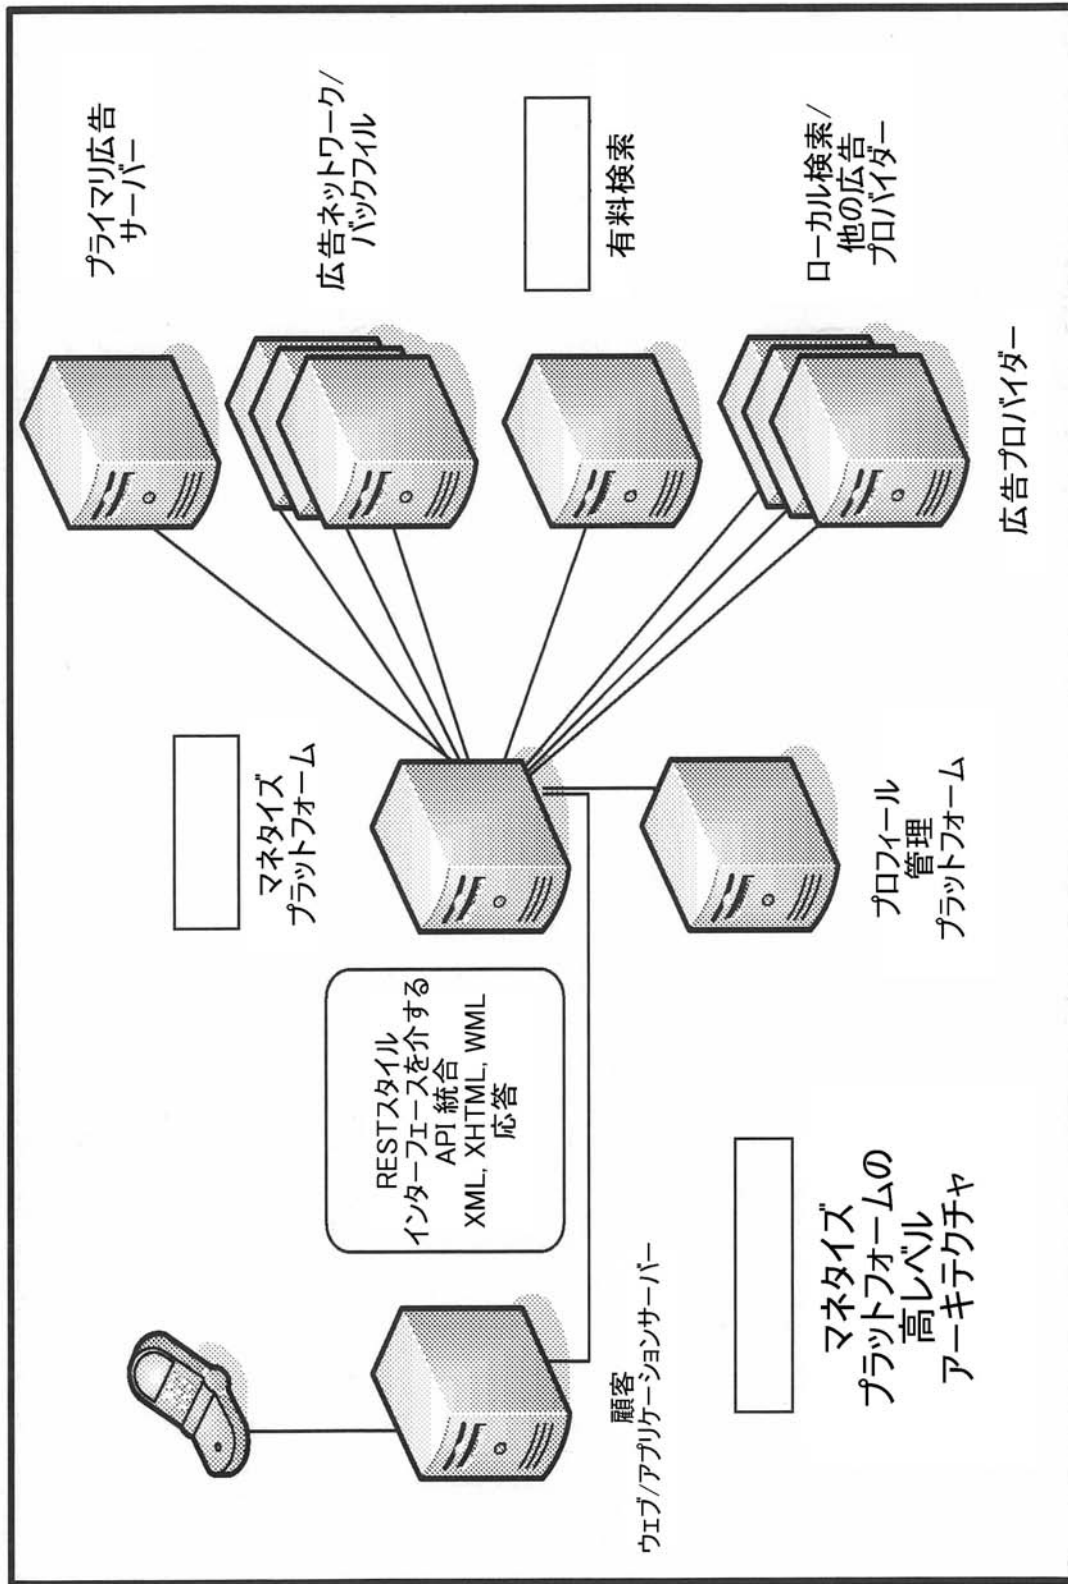 プライマリ広告
サーバー
広告ネットワーク/
バックフィル
有料検索
ローカル検索/
他の広告
プロバイダー
広告プロバイダー
マネタイズ
プラットフォーム
プロフィール
管理
プラットフォーム
RESTスタイル
インターフェースを介する
API 統合
XML, XHTML, WML
応答
顧客
ウェブ/アプリケーションサーバー
マネタイズ
プラットフォームの
高レベル
アーキテクチャ